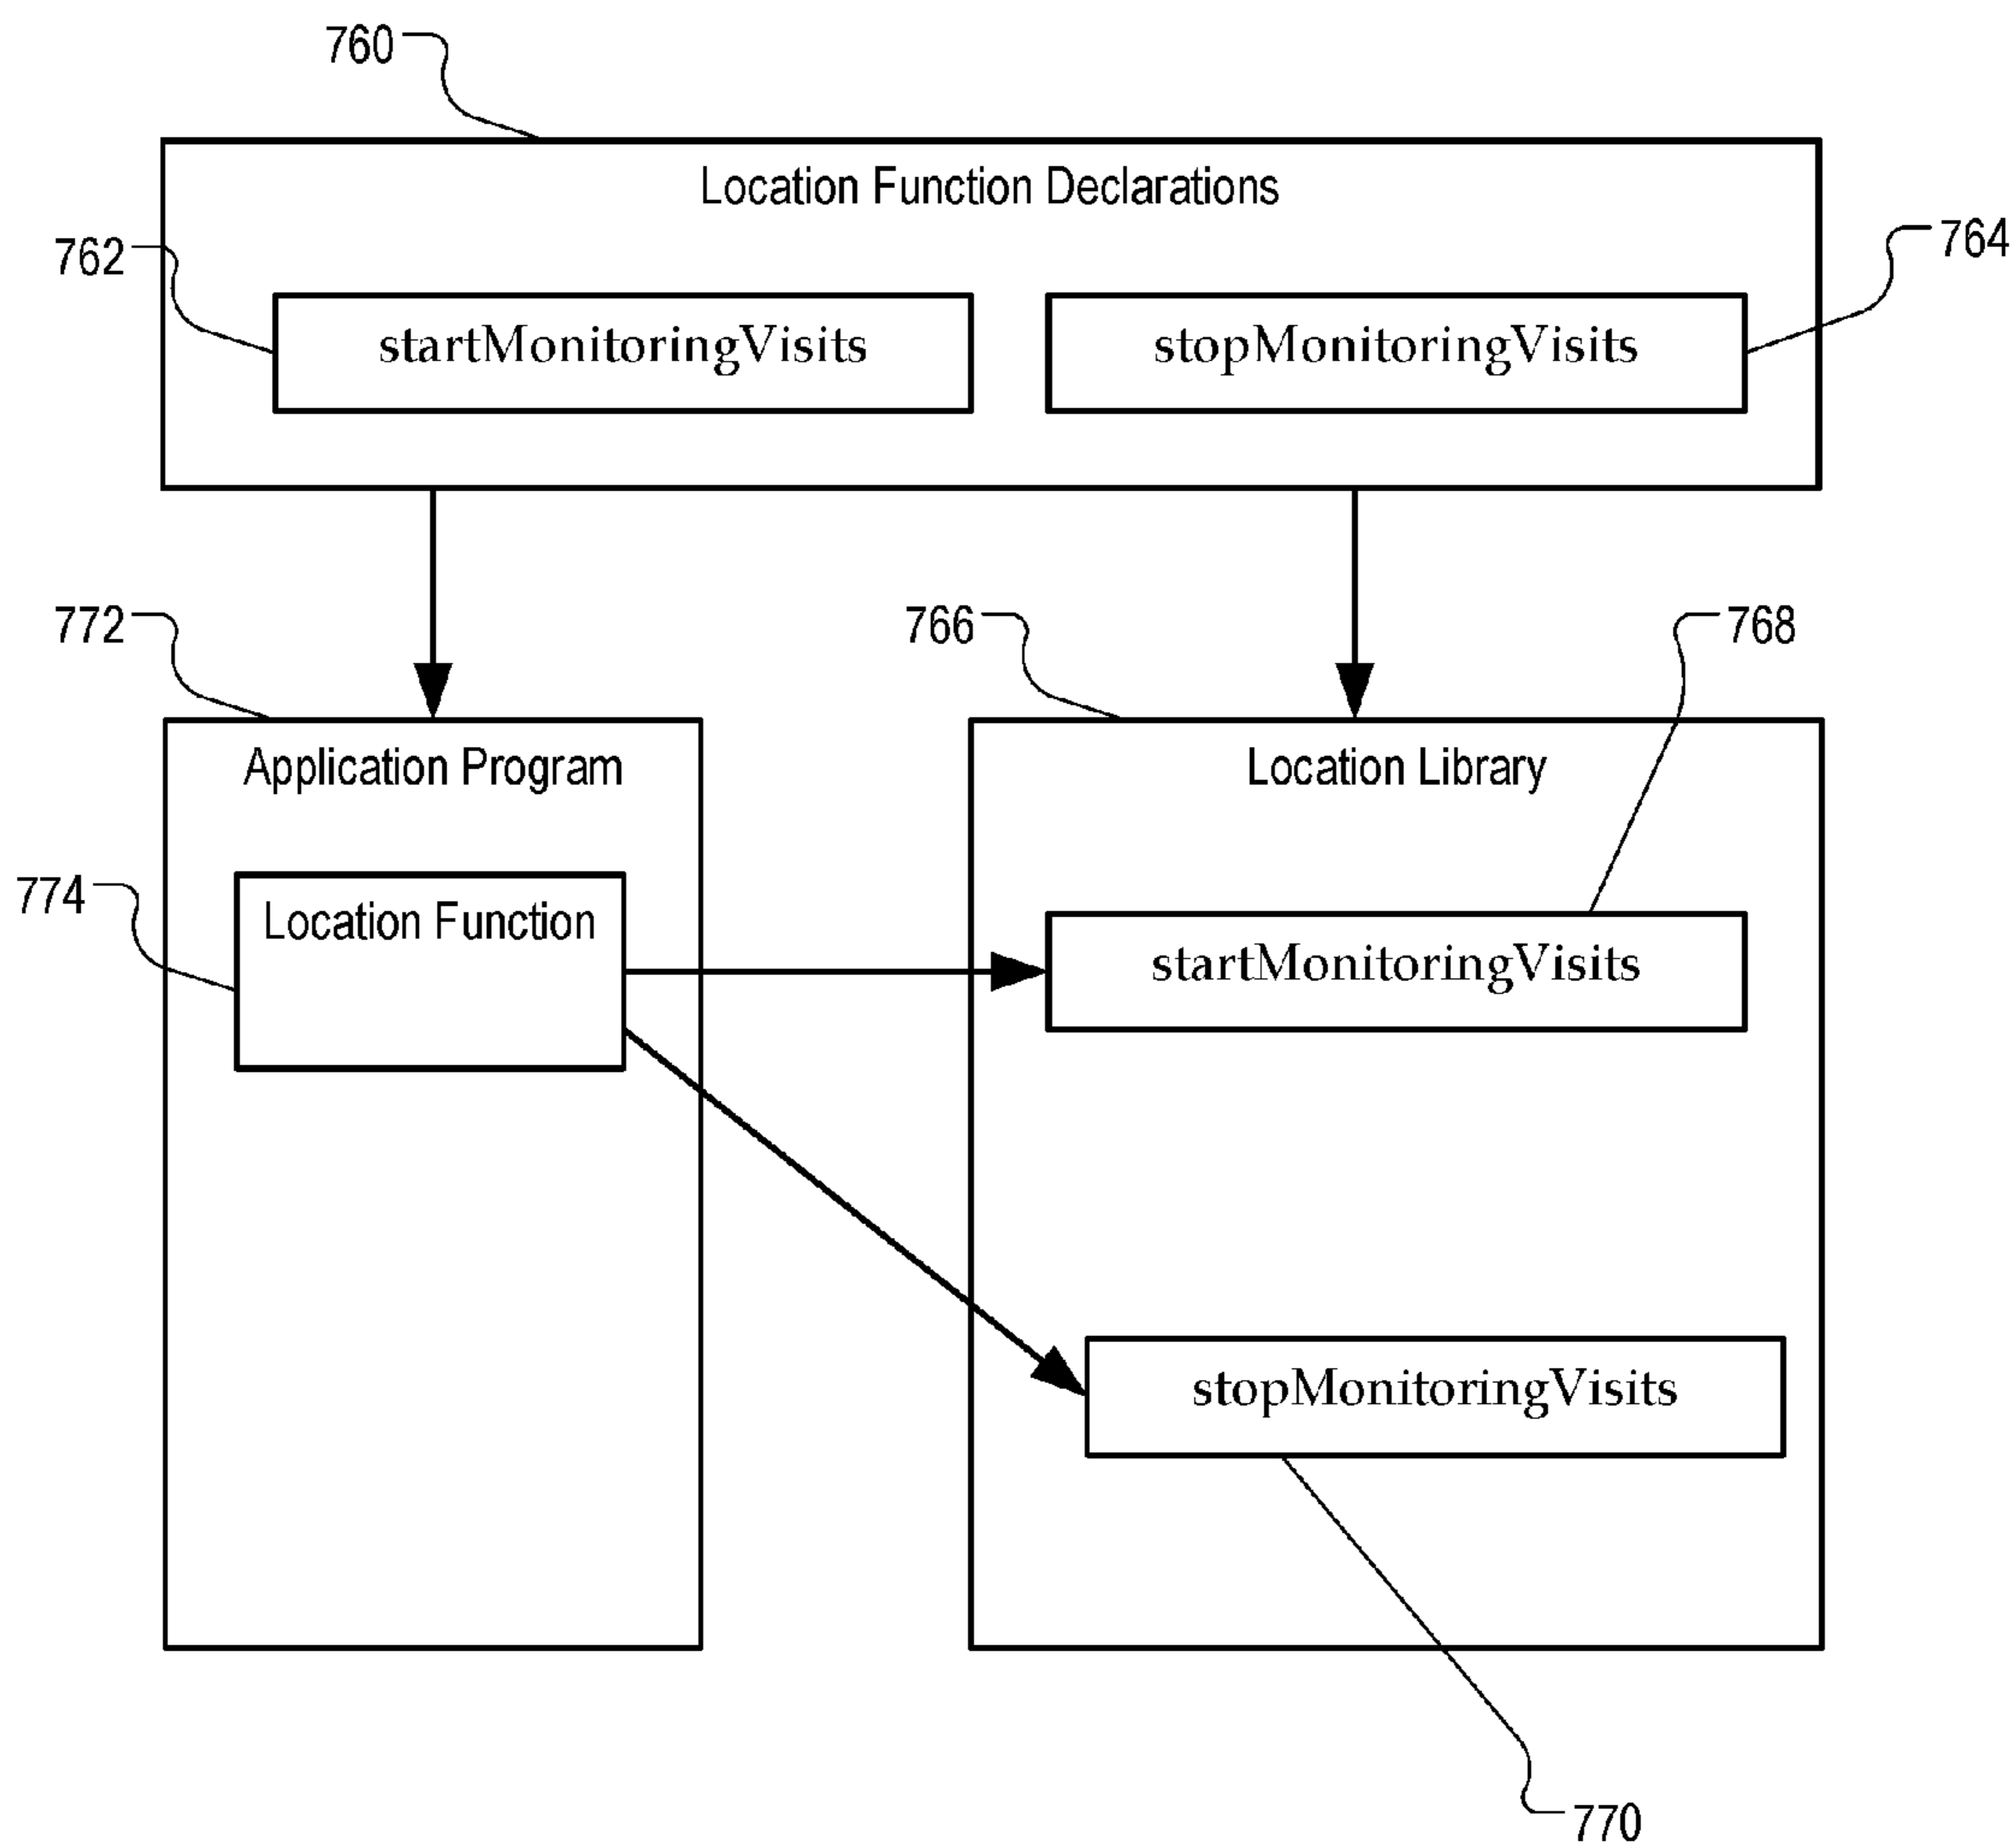 760
Location Function Declarations
762
764
startMonitoringVisits
stopMonitoringVisits
772
766
768
Application Program
Location Library
774
Location Function
startMonitoringVisits
stopMonitoringVisits
770